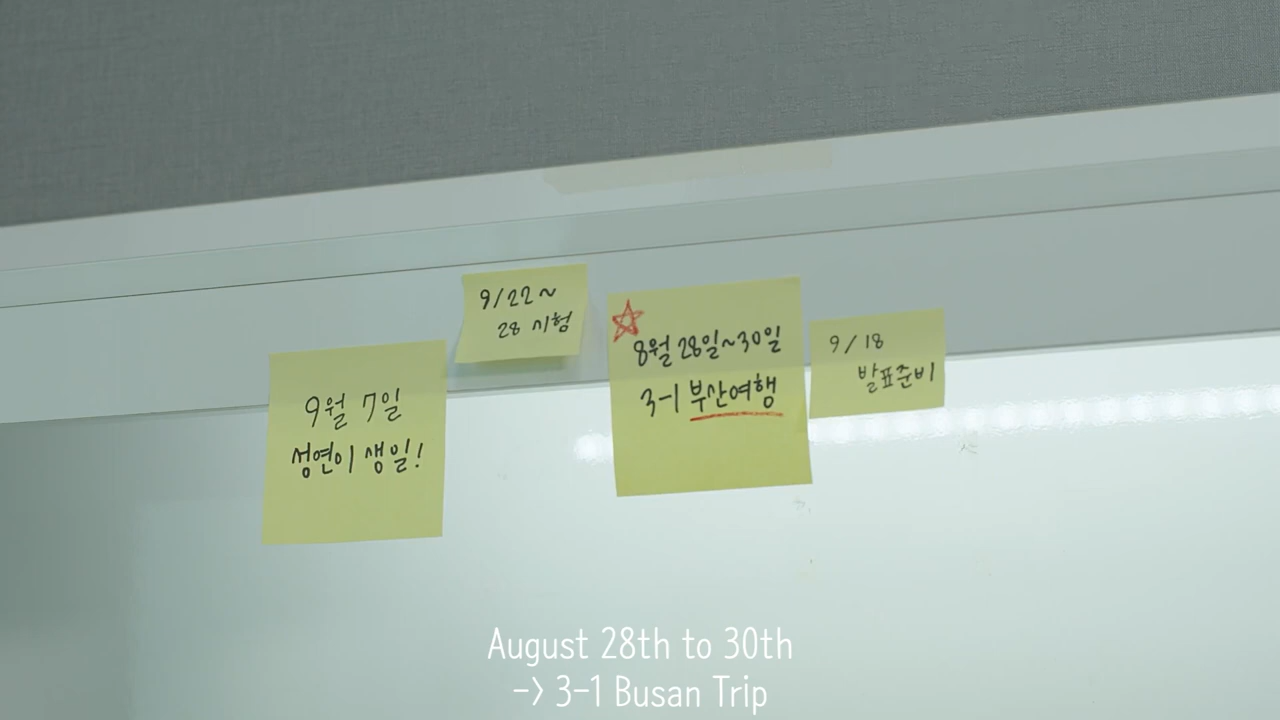 9월 7일
성연이 생일!
9/22~
28 시험
8월 28일~30일
3-1 부산여행
9/18
발표준비
August 28th to 30th
-> 3-1 Busan Trip